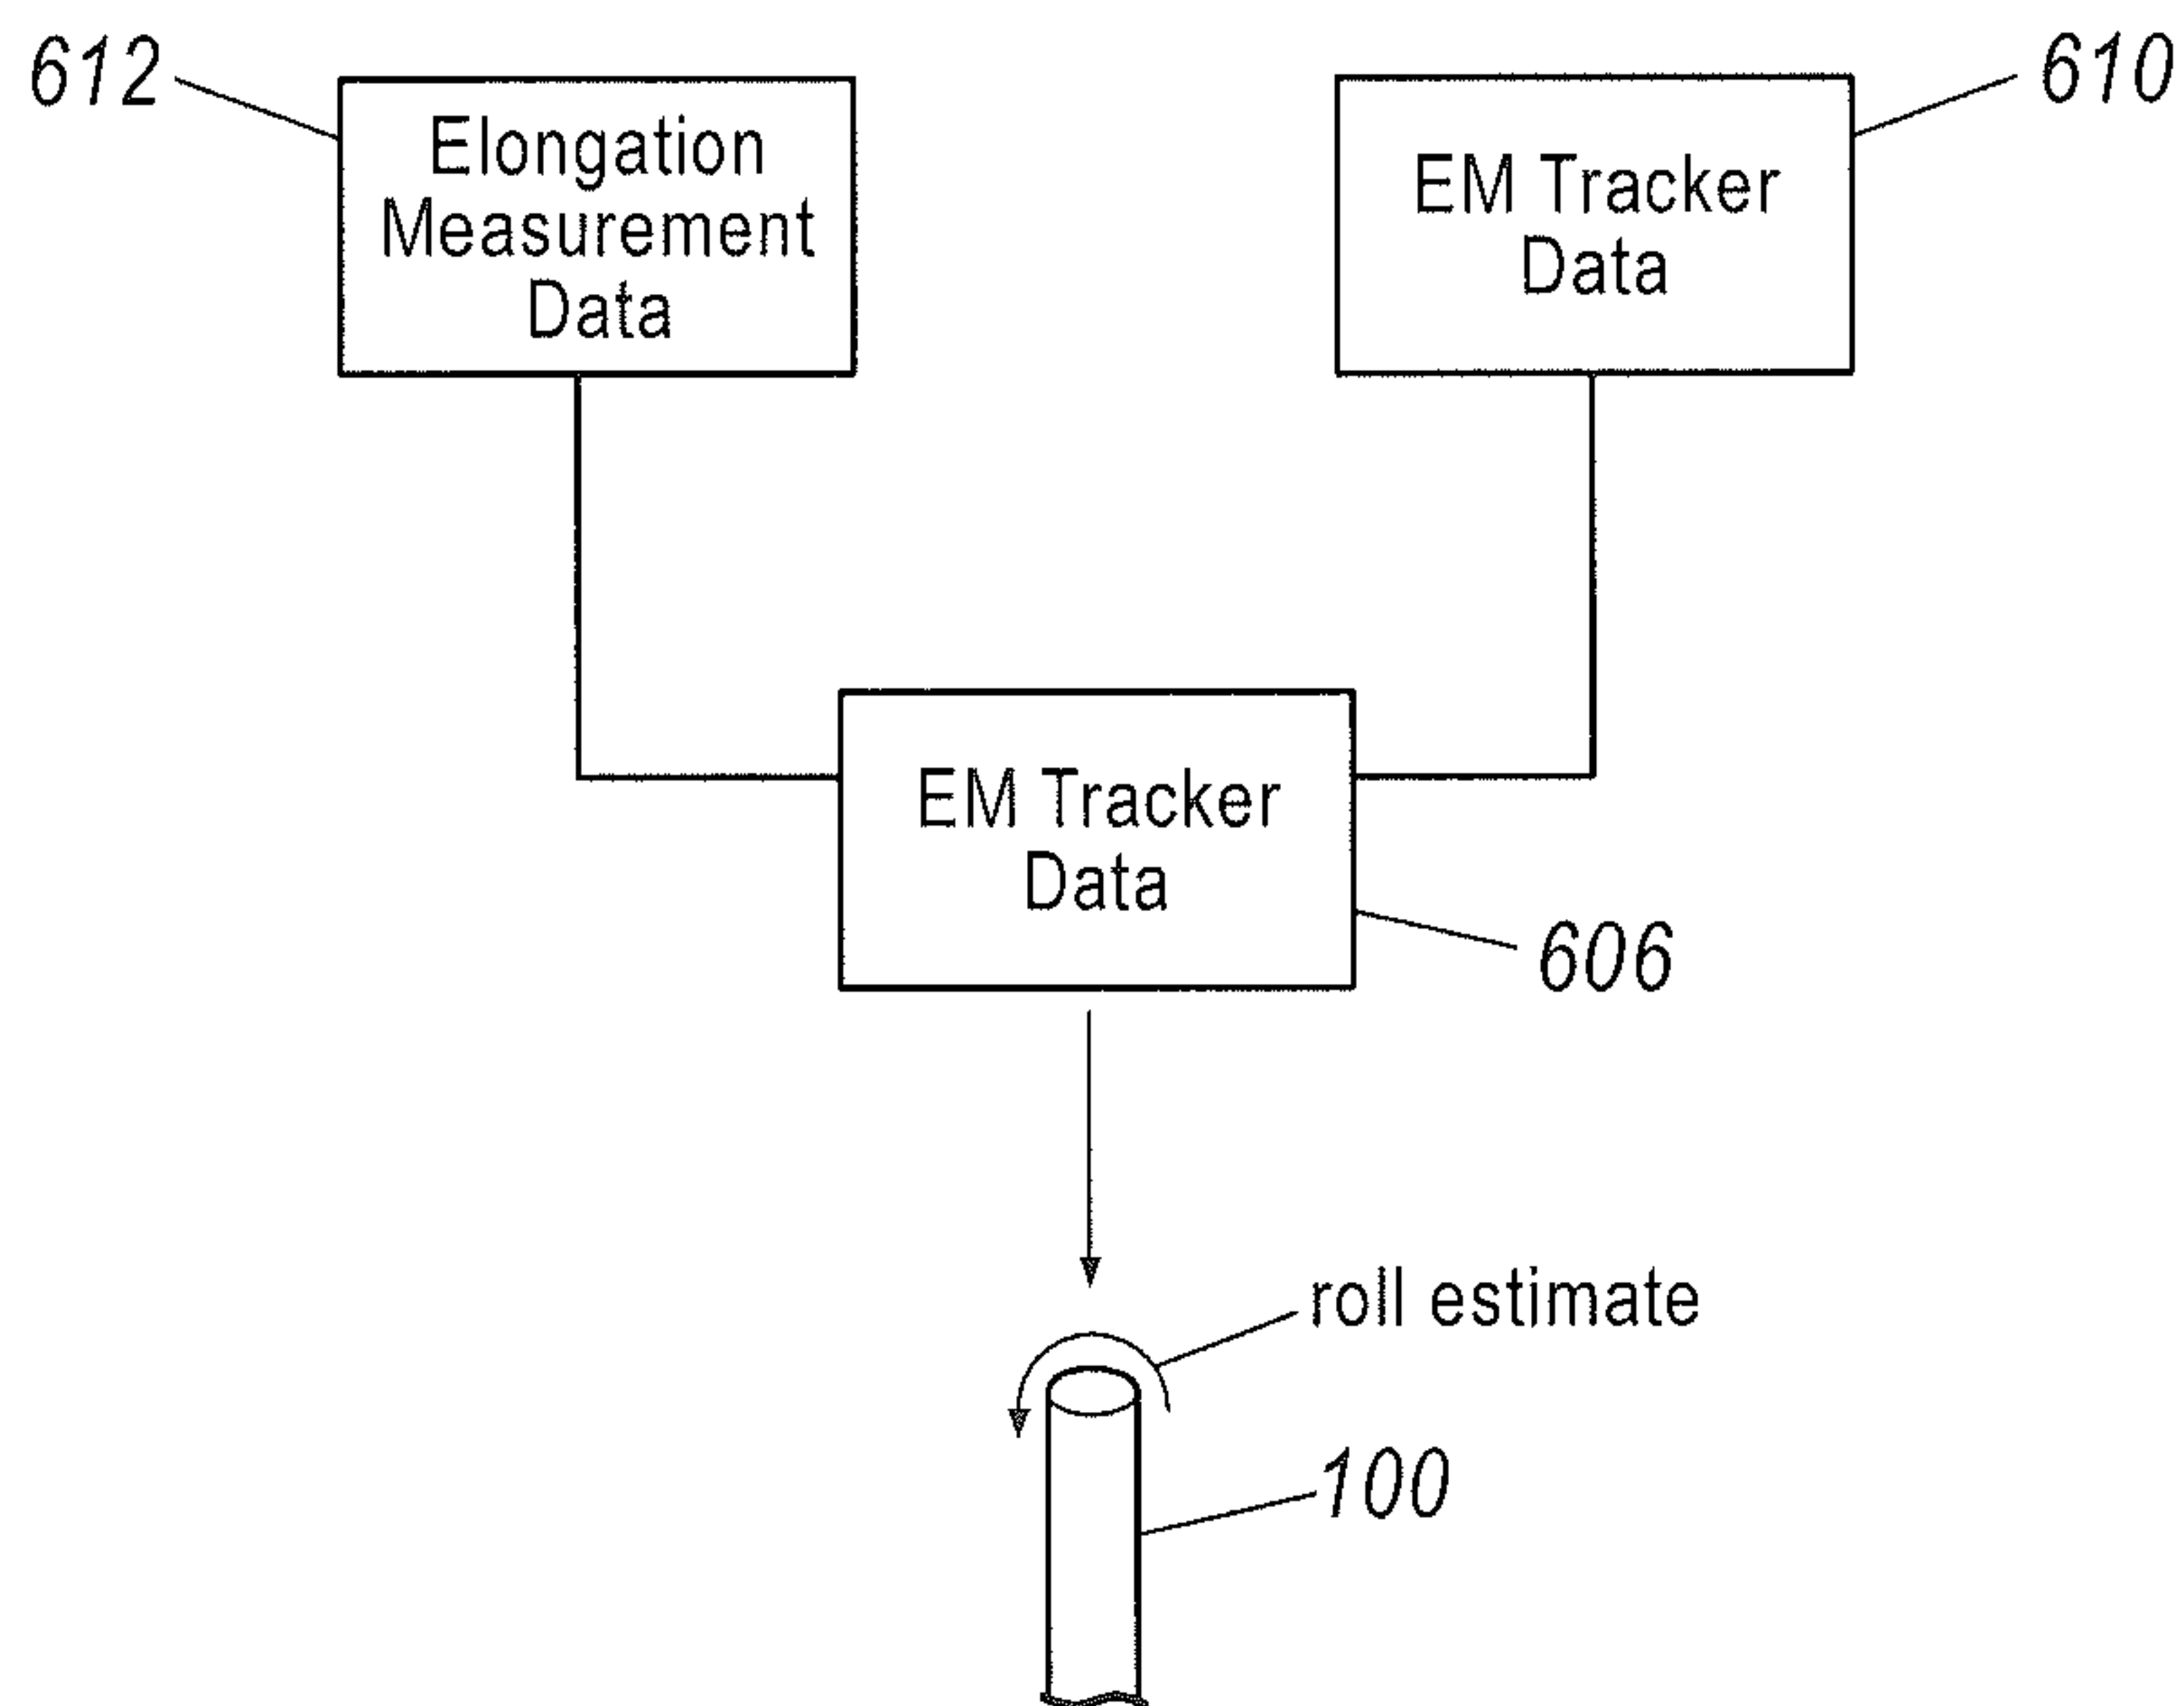 612
Elongation
Measurement
Data
610
EM Tracker
Data
EM Tracker
Data
606
roll estimate
100